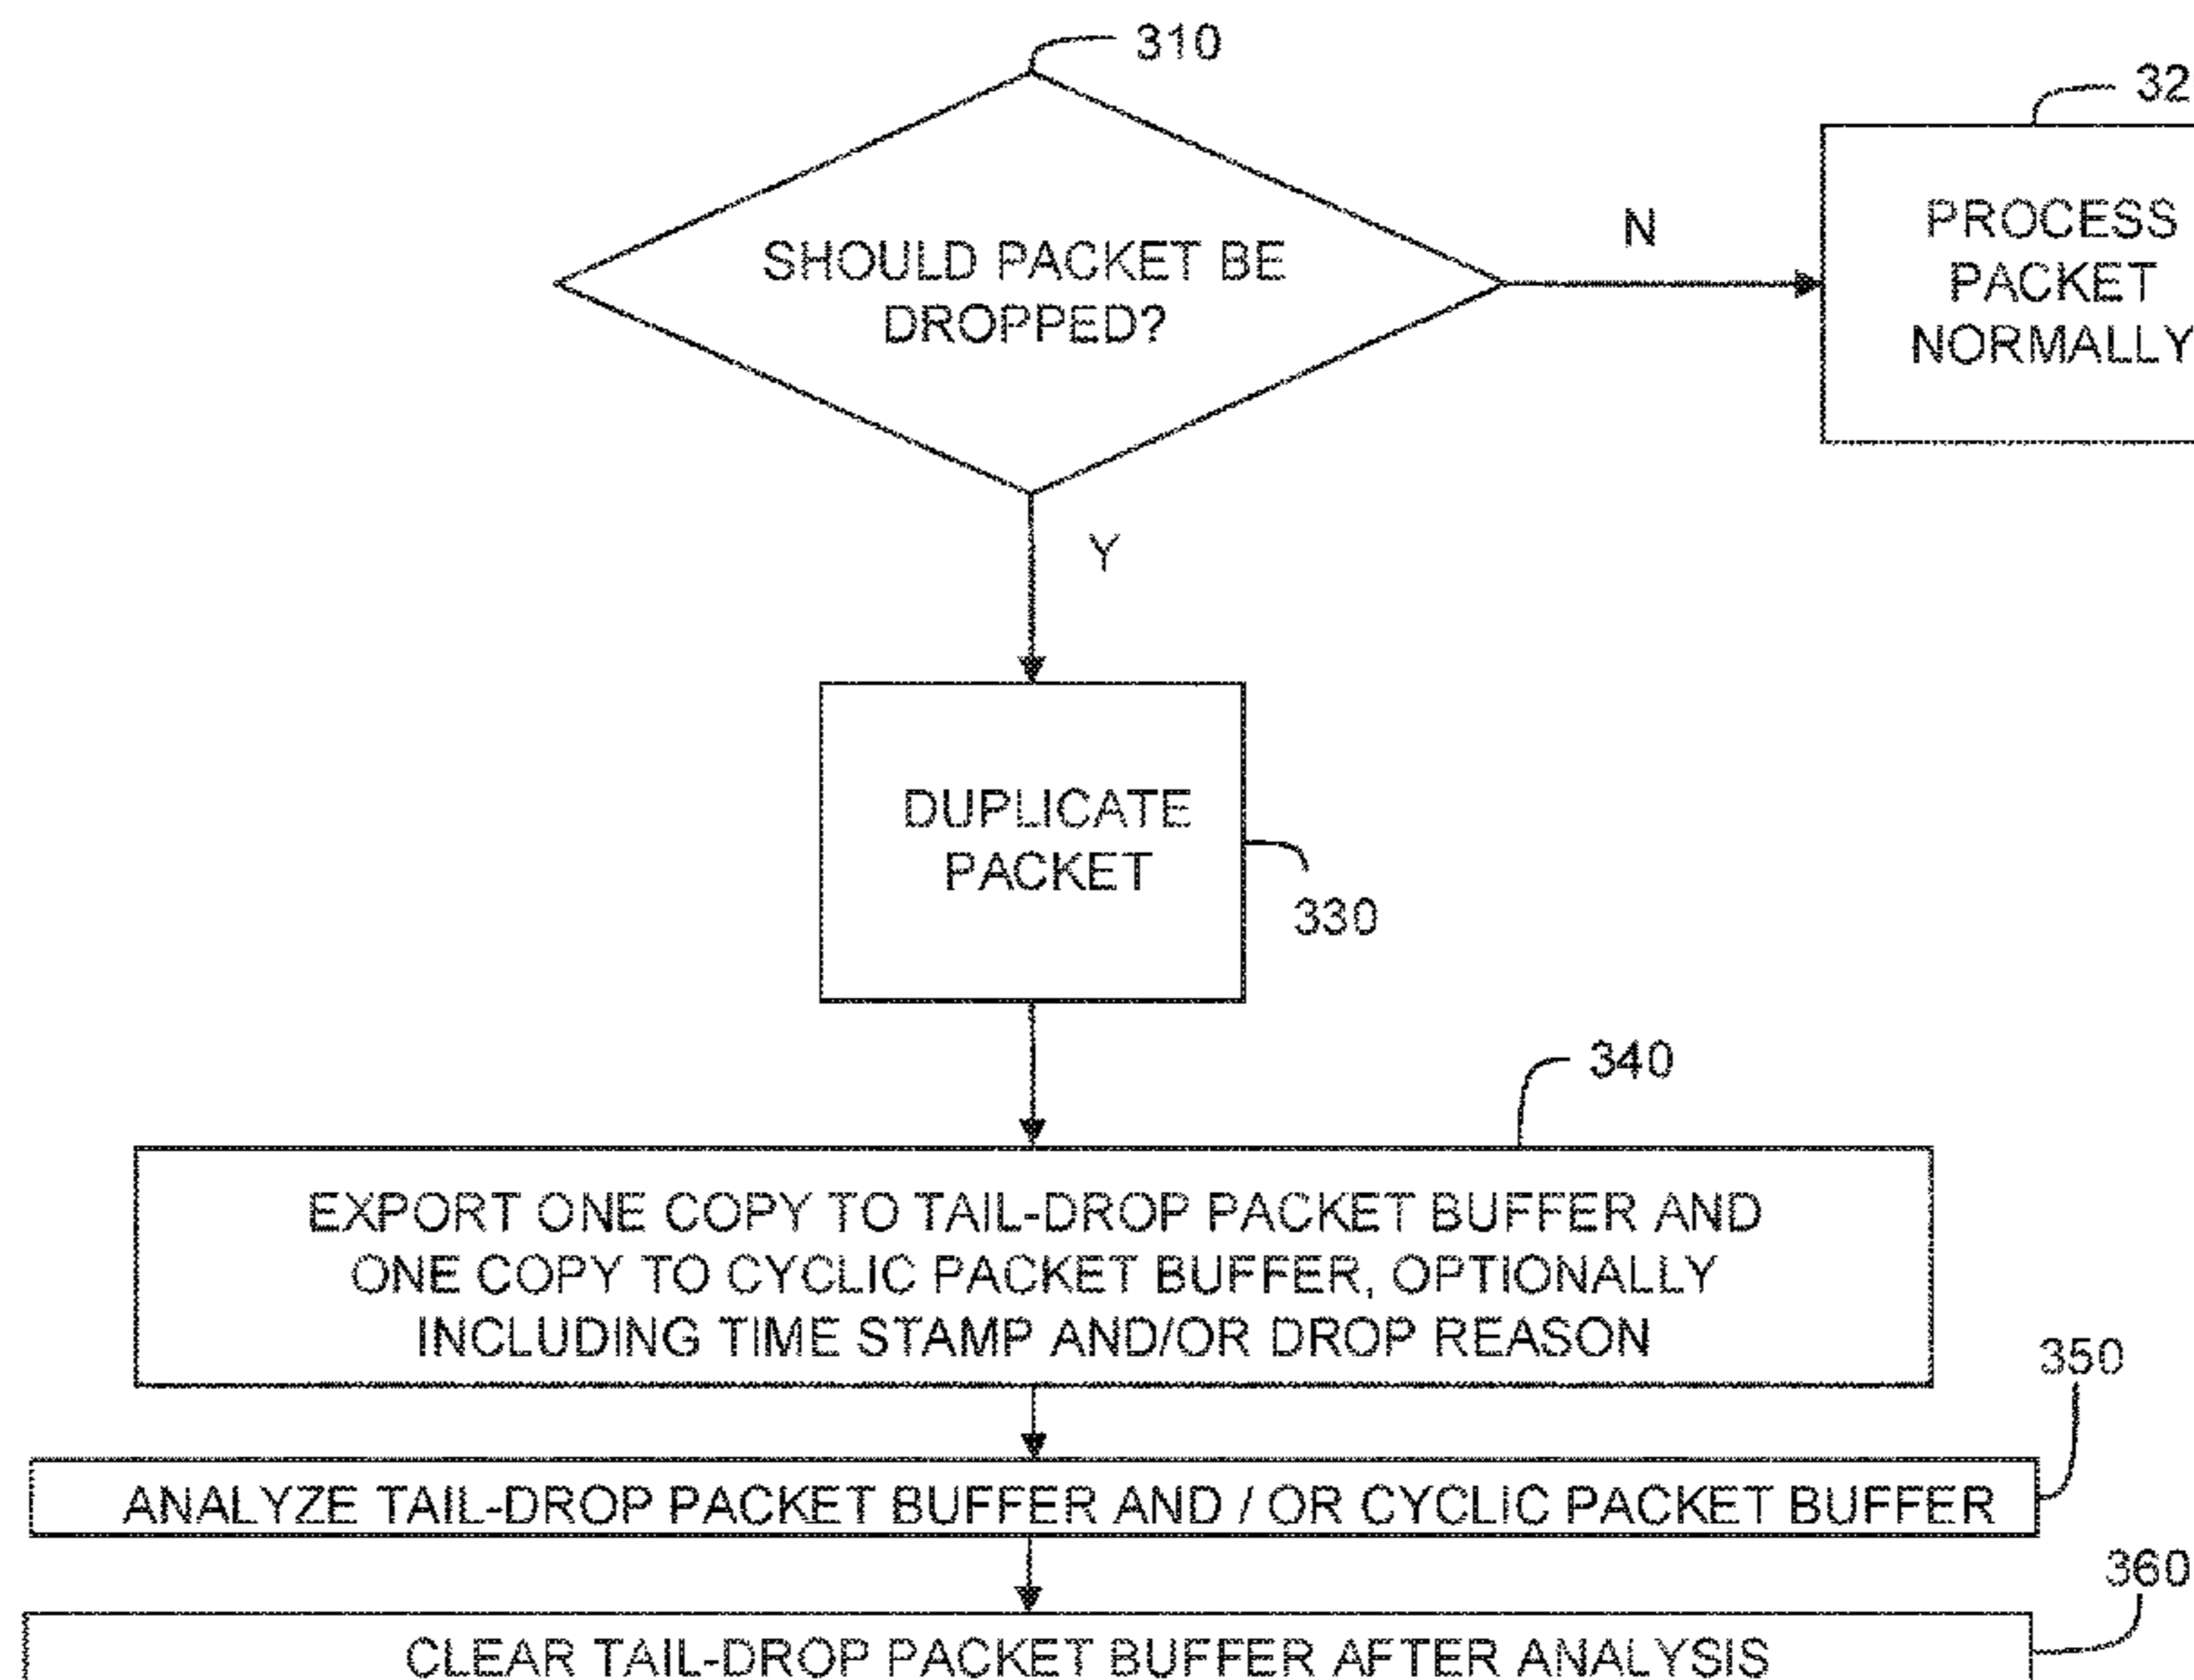 310
32
SHOULD PACKET BE
DROPPED?
N
PROCESS
PACKET
NORMALLY
Y
DUPLICATE
PACKET
330
340
EXPORT ONE COPY TO TAIL-DROP PACKET BUFFER AND
ONE COPY TO CYCLIC PACKET BUFFER, OPTIONALLY
INCLUDING TIME STAMP AND/OR DROP REASON
350
ANALYZE TAIL-DROP PACKET BUFFER AND / OR CYCLIC PACKET BUFFER
360
CLEAR TAIL-DROP PACKET BUFFER AFTER ANALYSIS